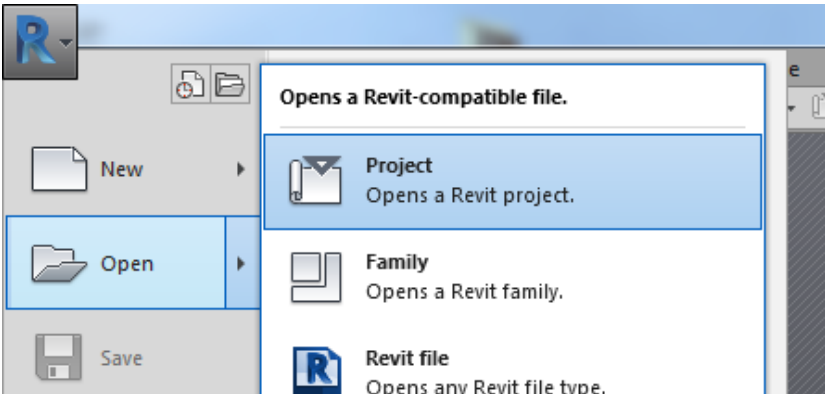 R
e
Opens a Revit-compatible file.
New
Project
Opens a Revit project.
Open
Family
Opens a Revit family.
Save
Revit file
R
Opens any Revit file type.